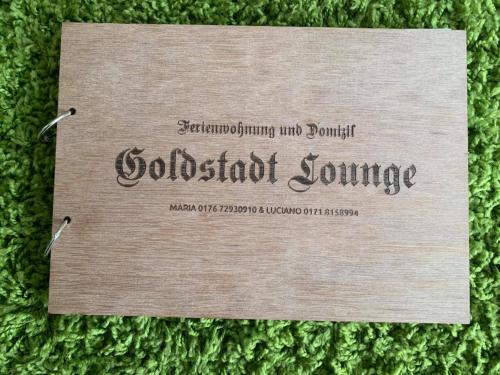 Ferienwohnung und Domizil
Goldstadt Lounge
MARIA 0176 72930910 & LUCIANO 0171 8158994